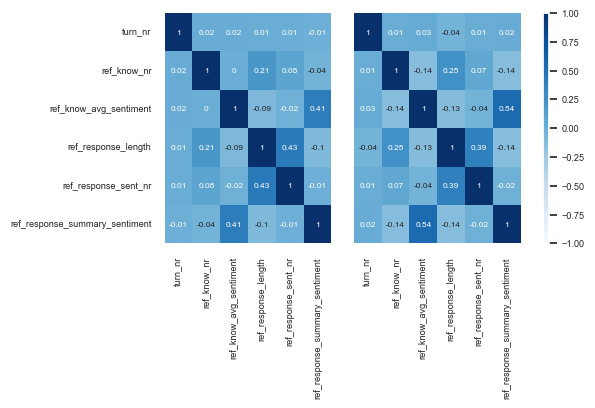 turn_nr 1 0.02 0.02 0.01 0.01 -0.01 1 0.01 0.03 -0.04 0.01 0.02 1.00
ref_know_nr 0.02 1 0 0.21 0.08 -0.04 0.01 1 -0.14 0.25 0.07 -0.14 0.75
0.50
ref_know_avg_sentiment 0.02 0 1 -0.09 -0.02 0.41 0.03 -0.14 1 -0.13 -0.04 0.54 0.25
0.00
ref_response_length 0.01 0.21 -0.09 1 0.43 -0.1 -0.04 0.25 -0.13 1 0.39 -0.14 −0.25
ref_response_sent_nr 0.01 0.08 -0.02 0.43 1 -0.01 0.01 0.07 -0.04 0.39 1 -0.02 −0.50
−0.75
ref_response_summary_sentiment -0.01 -0.04 0.41 -0.1 -0.01 1 0.02 -0.14 0.54 -0.14 -0.02 1 −1.00
turn_nr ref_know_nr ref_know_avg_sentiment ref_response_length ref_response_sent_nr ref_response_summary_sentiment turn_nr ref_know_nr ref_know_avg_sentiment ref_response_length ref_response_sent_nr ref_response_summary_sentiment